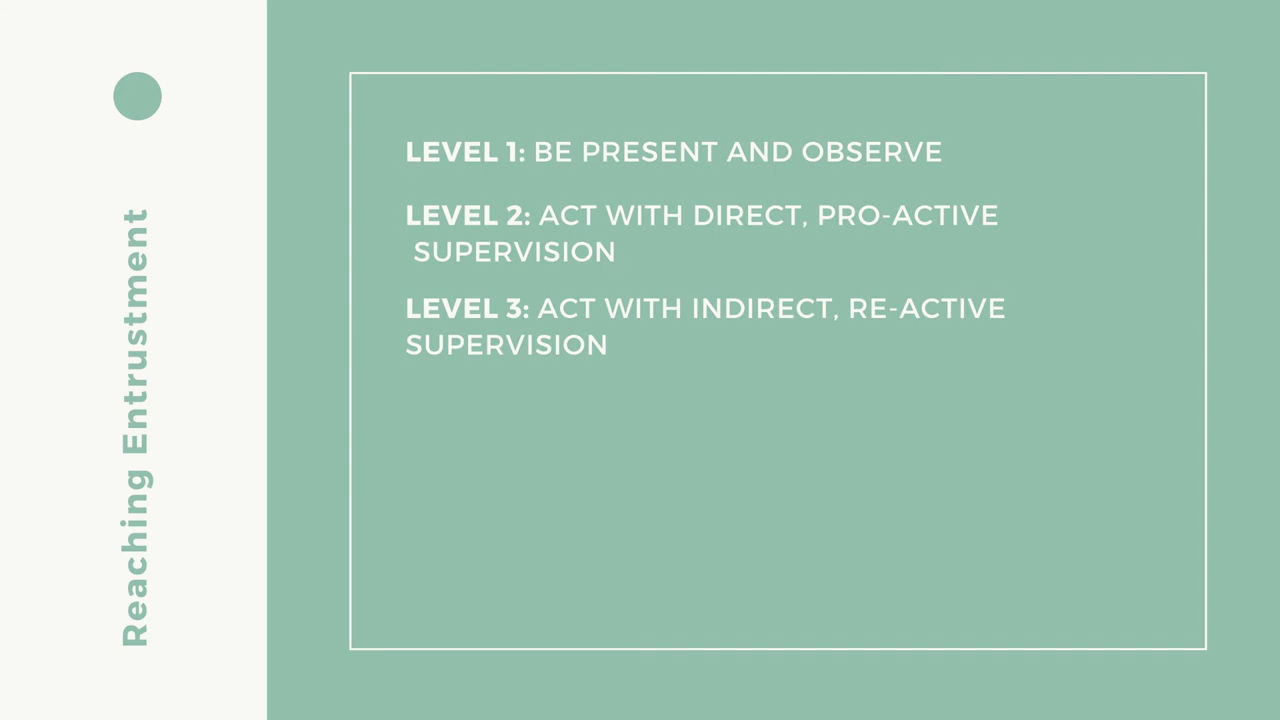 Reaching Entrustment
LEVEL 1: BE PRESENT AND OBSERVE
LEVEL 2: ACT WITH DIRECT, PRO-ACTIVE
SUPERVISION
LEVEL 3: ACT WITH INDIRECT, RE-ACTIVE
SUPERVISION